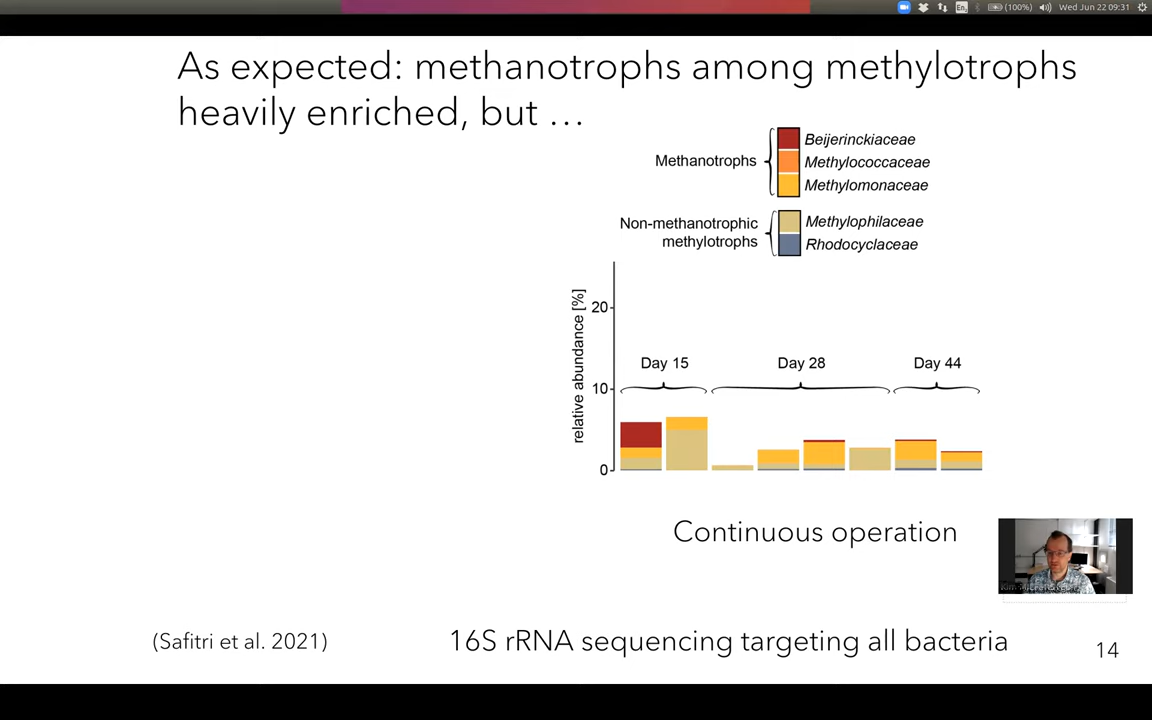 (100%) Wed Jun 22 09:31
As expected: methanotrophs among methylotrophs
heavily enriched, but …
Methanotrophs
Beijerinckiaceae
Methylococcaceae
Methylomonaceae
Non-methanotrophic
methylotrophs
Methylophilaceae
Rhodocyclaceae
relative abundance [%]
20
10
0
Day 15
Day 28
Day 44
Continuous operation
(Safitri et al. 2021)
16S rRNA sequencing targeting all bacteria
14